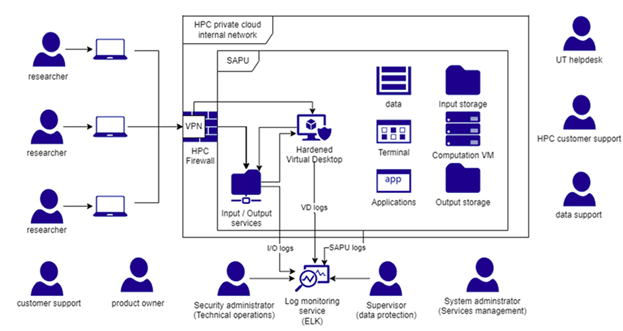 HPC private cloud
internal network
SAPU
researcher
researcher
researcher
VPN
HPC
Firewall
Hardened
Virtual Desktop
Input / Output
services
data
Input storage
Terminal
Computation VM
app
Applications
Output storage
VD logs
I/O logs
SAPU logs
UT helpdesk
HPC customer support
data support
customer support
product owner
Security administrator
(Technical operations)
Log monitoring
service
(ELK)
Supervisor
(data protection)
System adminstrator
(Services management)